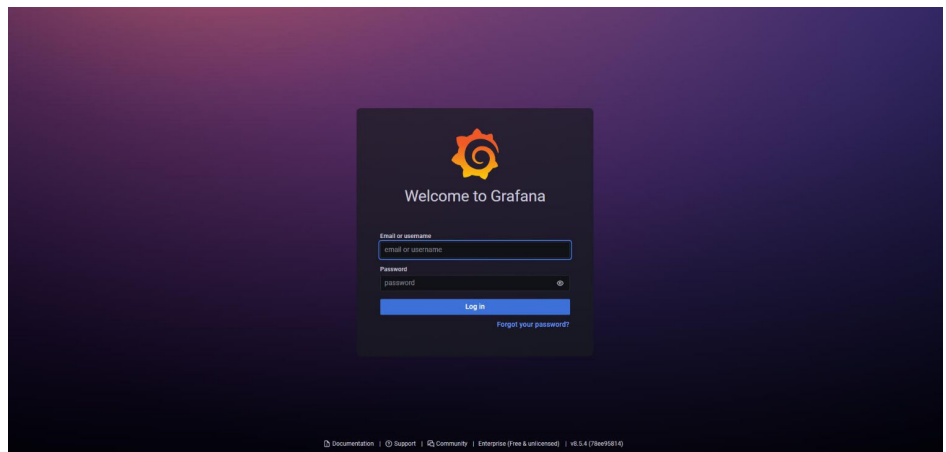 Welcome to Grafana
Email or username
email or username
Password
password
Log in
Forgot your password?
Documentation | Support | Community | Enterprise (Free & unlicensed) | v8.5.4 (78ee95814)